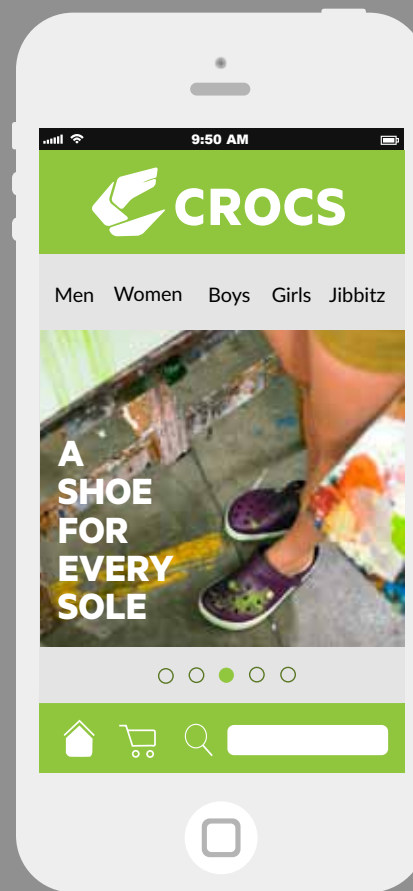 9:50 AM
CROCS
Men Women Boys Girls Jibbitz
A
SHOE
FOR
EVERY
SOLE